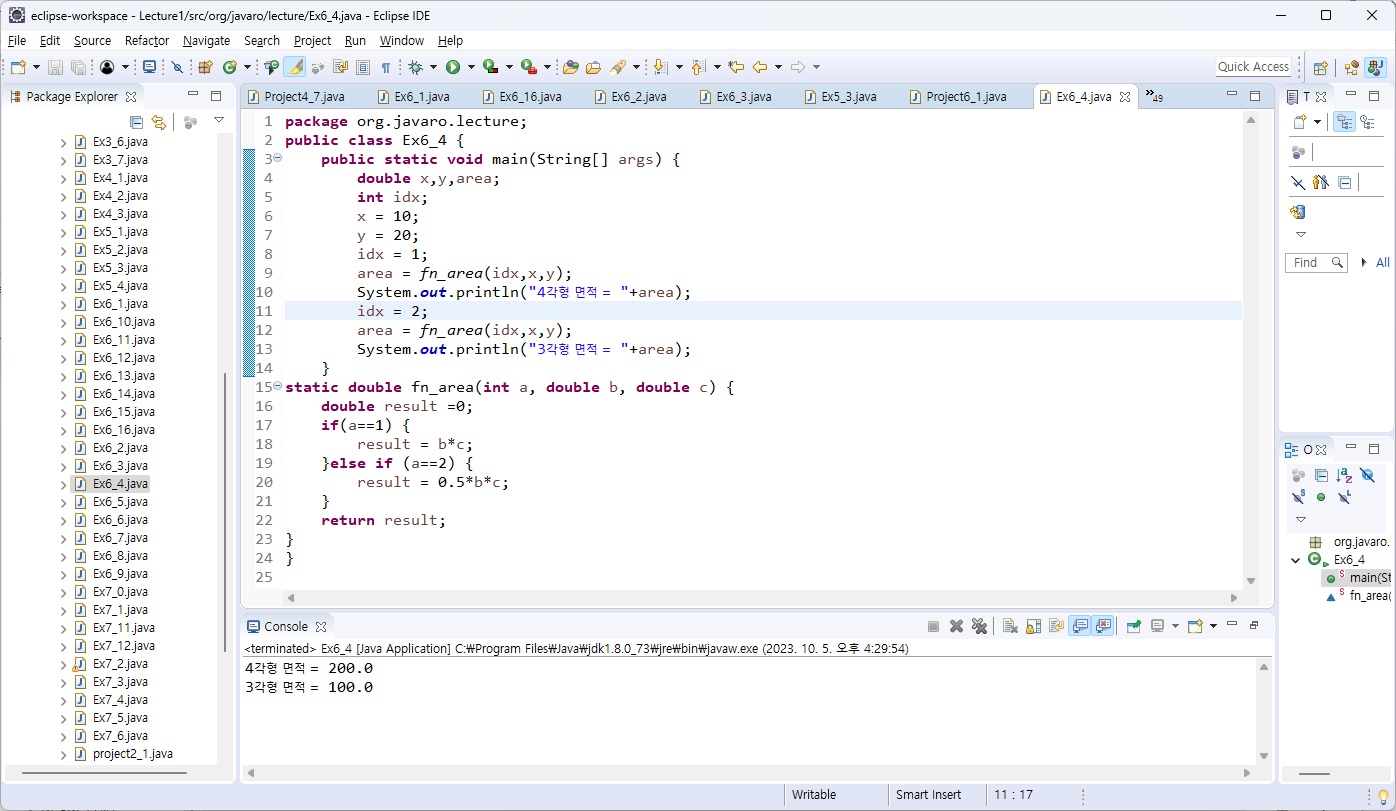 eclipse-workspace - Lecture1/src/org/javaro/lecture/Ex6_4.java - Eclipse IDE
File Edit Source Refactor Navigate Search Project Run Window Help
Quick Access
Package Explorer
Ex3_6.java
Ex3_7.java
Ex4_1.java
Ex4_2.java
Ex4_3.java
Ex5_1.java
Ex5_2.java
Ex5_3.java
Ex5_4.java
Ex6_1.java
Ex6_10.java
Ex6_11.java
Ex6_12.java
Ex6_13.java
Ex6_14.java
Ex6_15.java
Ex6_16.java
Ex6_2.java
Ex6_3.java
Ex6_4.java
Ex6_5.java
Ex6_6.java
Ex6_7.java
Ex6_8.java
Ex6_9.java
Ex7_0.java
Ex7_1.java
Ex7_11.java
Ex7_12.java
Ex7_2.java
Ex7_3.java
Ex7_4.java
Ex7_5.java
Ex7_6.java
project2_1.java
Project4_7.java Ex6_1.java Ex6_16.java Ex6_2.java Ex6_3.java Ex5_3.java Project6_1.java Ex6_4.java »49
1 package org.javaro.lecture;
2 public class Ex6_4 {
3 public static void main(String[] args) {
4 double x,y,area;
5 int idx;
6 x = 10;
7 y = 20;
8 idx = 1;
9 area = fn_area(idx,x,y);
10 System.out.println("4각형 면적 = "+area);
11 idx = 2;
12 area = fn_area(idx,x,y);
13 System.out.println("3각형 면적 = "+area);
14 }
15 static double fn_area(int a, double b, double c) {
16 double result =0;
17 if(a==1) {
18 result = b*c;
19 }else if (a==2) {
20 result = 0.5*b*c;
21 }
22 return result;
23 }
24 }
25
Console
<terminated> Ex6_4 [Java Application] C:₩Program Files₩Java₩jdk1.8.0_73₩jre₩bin₩javaw.exe (2023. 10. 5. 오후 4:29:54)
4각형 면적 = 200.0
3각형 면적 = 100.0
T
Find All
O
org.javaro.
Ex6_4
main(St
fn_area(
Writable Smart Insert 11 : 17